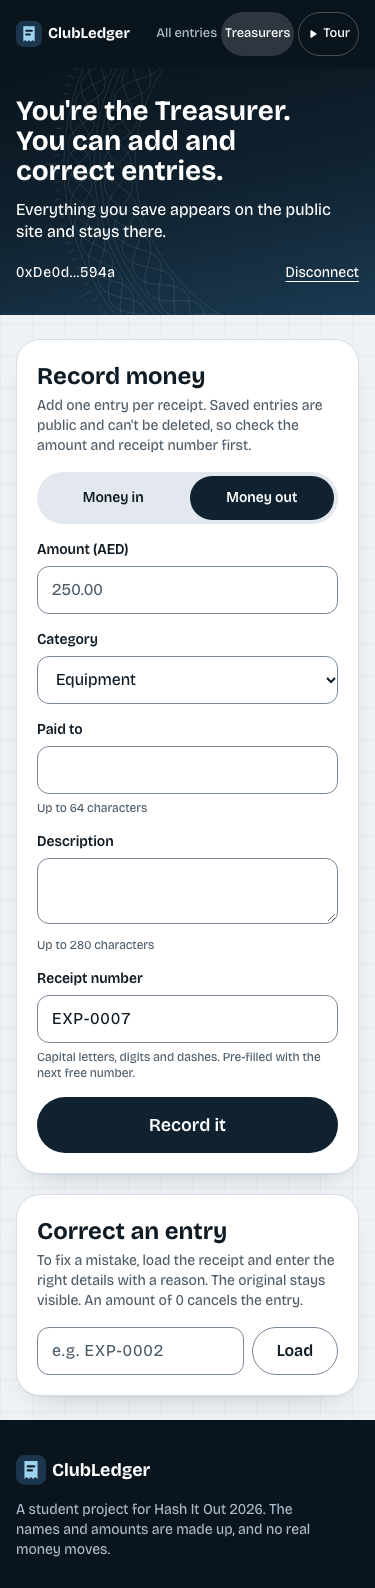 ClubLedger
All entries
Treasurers
Tour
You're the Treasurer.
You can add and
correct entries.
Everything you save appears on the public
site and stays there.
0xDe0d…594a
Disconnect
Record money
Add one entry per receipt. Saved entries are
public and can't be deleted, so check the
amount and receipt number first.
Money in
Money out
Amount (AED)
250.00
Category
Equipment
Paid to
Up to 64 characters
Description
Up to 280 characters
Receipt number
EXP-0007
Capital letters, digits and dashes. Pre-filled with the
next free number.
Record it
Correct an entry
To fix a mistake, load the receipt and enter the
right details with a reason. The original stays
visible. An amount of 0 cancels the entry.
e.g. EXP-0002
Load
ClubLedger
A student project for Hash It Out 2026. The
names and amounts are made up, and no real
money moves.